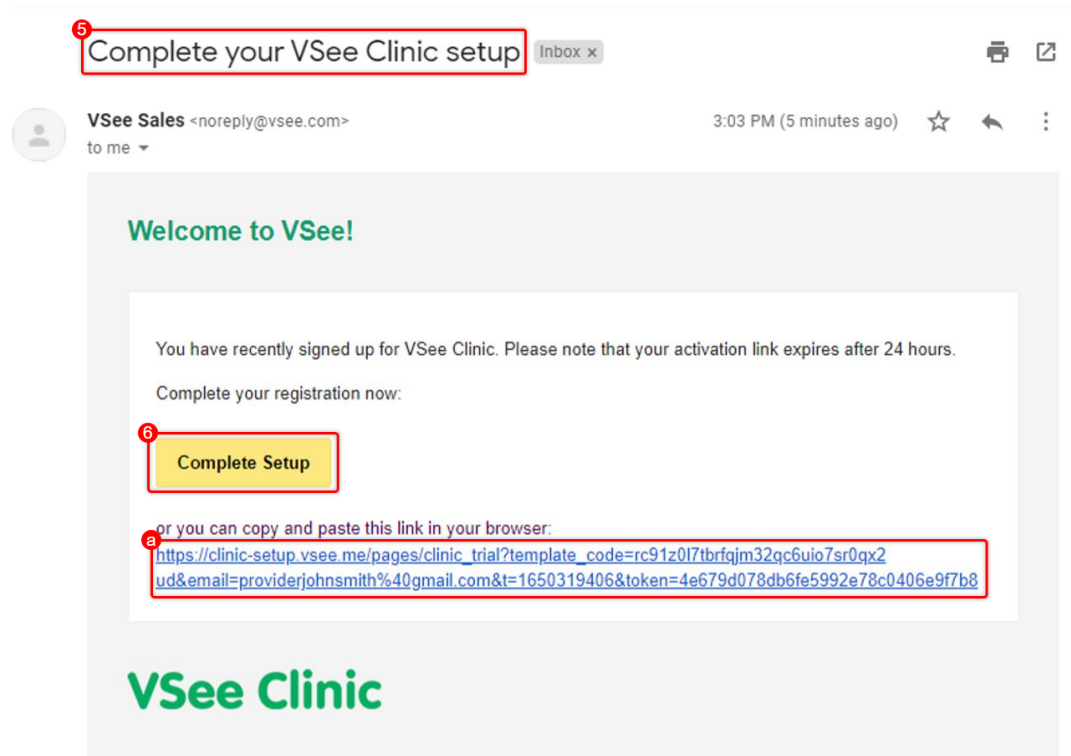 5
Complete your VSee Clinic setup Inbox ×
VSee Sales <noreply@vsee.com> 3:03 PM (5 minutes ago)
to me
Welcome to VSee!
You have recently signed up for VSee Clinic. Please note that your activation link expires after 24 hours.
Complete your registration now:
6
Complete Setup
or you can copy and paste this link in your browser:
a
https://clinic-setup.vsee.me/pages/clinic_trial?template_code=rc91z0l7tbrfqjm32qc6uio7sr0qx2
ud&email=providerjohnsmith%40gmail.com&t=1650319406&token=4e679d078db6fe5992e78c0406e9f7b8
VSee Clinic